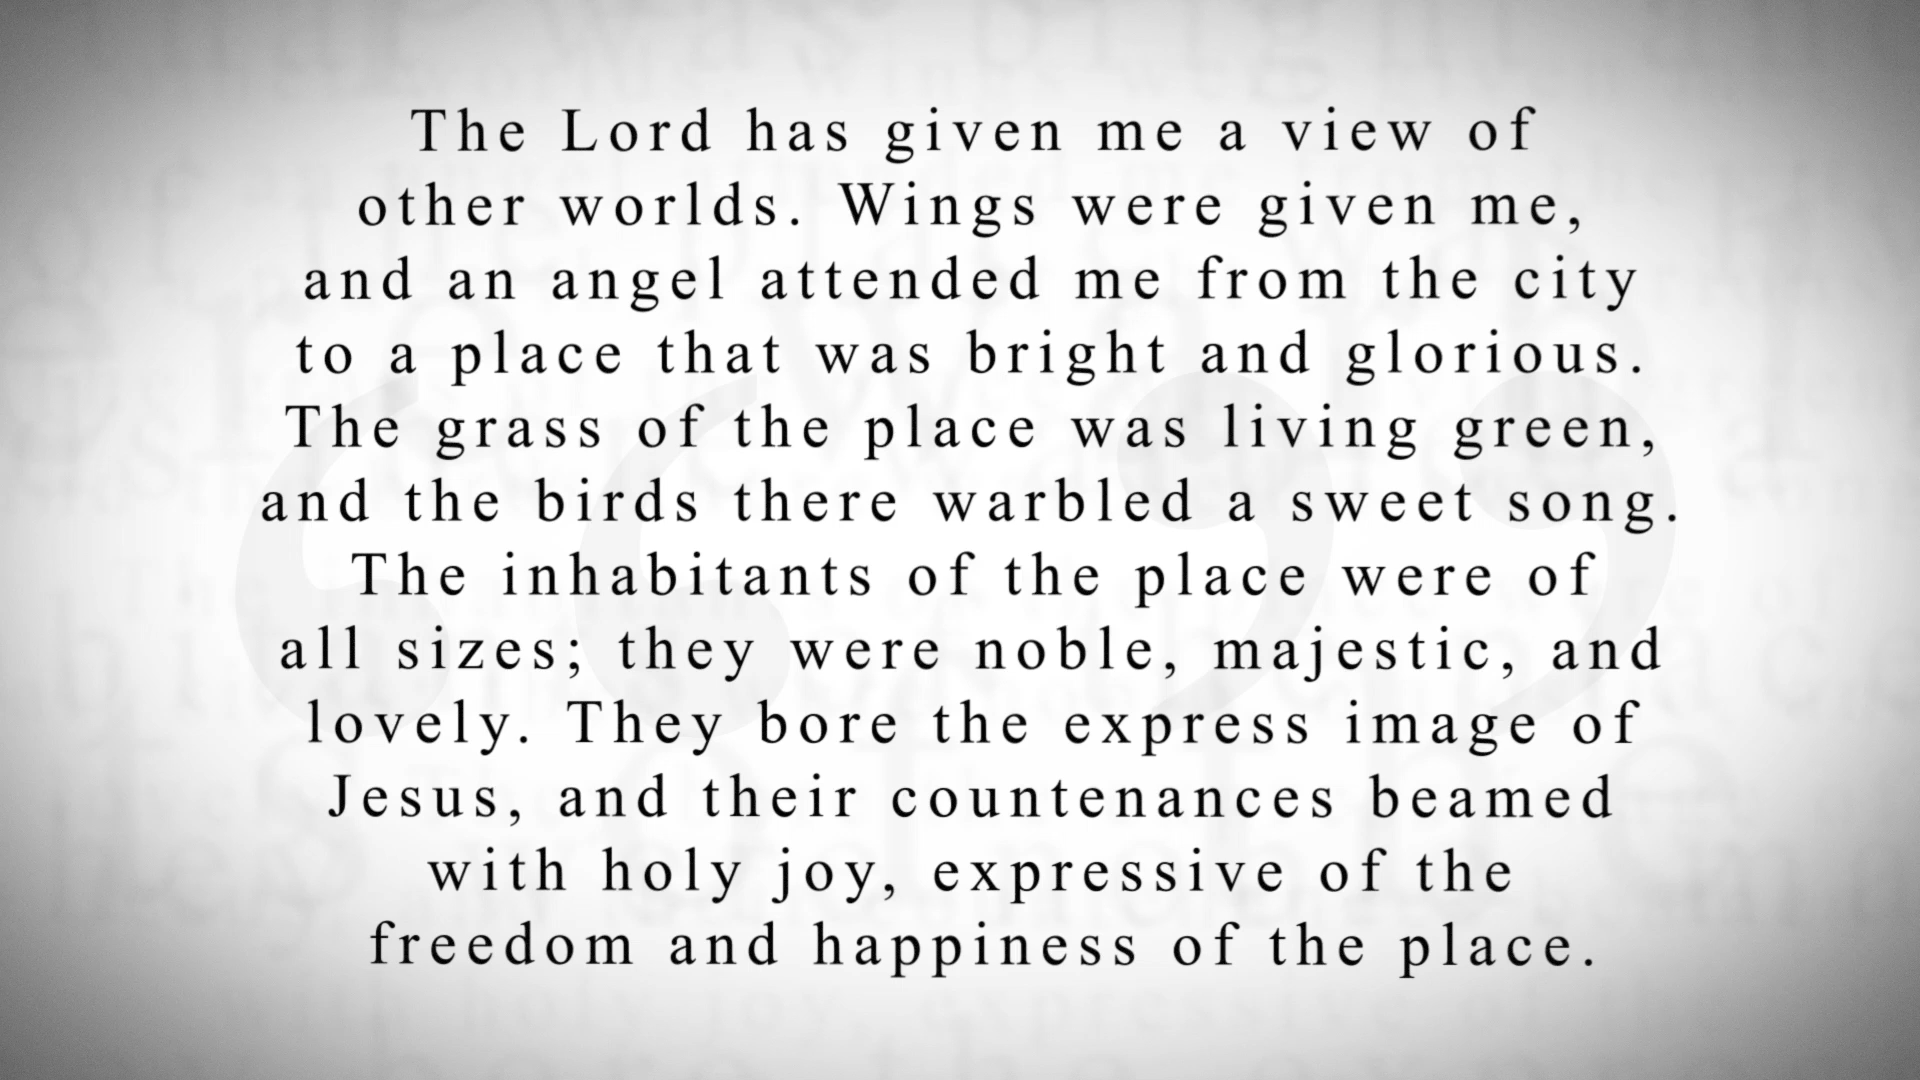 The Lord has given me a view of
other worlds. Wings were given me,
and an angel attended me from the city
to a place that was bright and glorious.
The grass of the place was living green,
and the birds there warbled a sweet song.
The inhabitants of the place were of
all sizes; they were noble, majestic, and
lovely. They bore the express image of
Jesus, and their countenances beamed
with holy joy, expressive of the
freedom and happiness of the place.